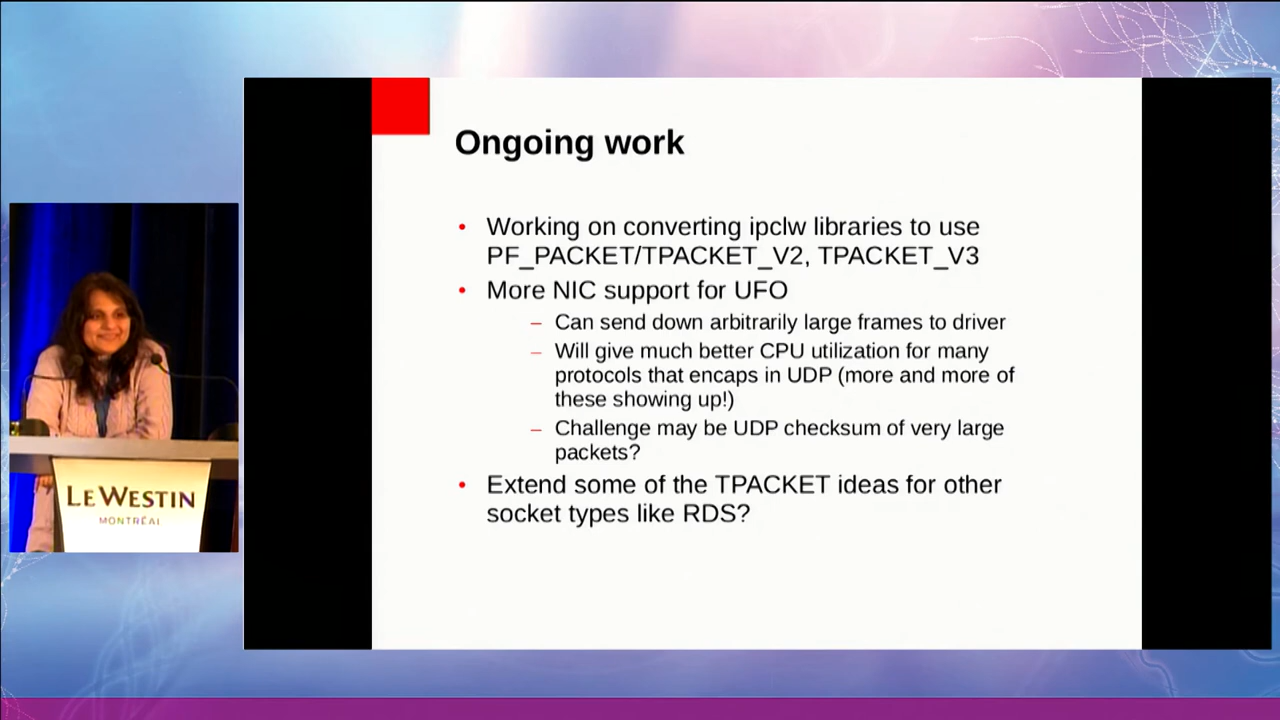 Ongoing work
• Working on converting ipclw libraries to use
PF_PACKET/TPACKET_V2, TPACKET_V3
• More NIC support for UFO
– Can send down arbitrarily large frames to driver
– Will give much better CPU utilization for many
protocols that encaps in UDP (more and more of
these showing up!)
– Challenge may be UDP checksum of very large
packets?
• Extend some of the TPACKET ideas for other
socket types like RDS?
LE WESTIN
MONTRÉAL